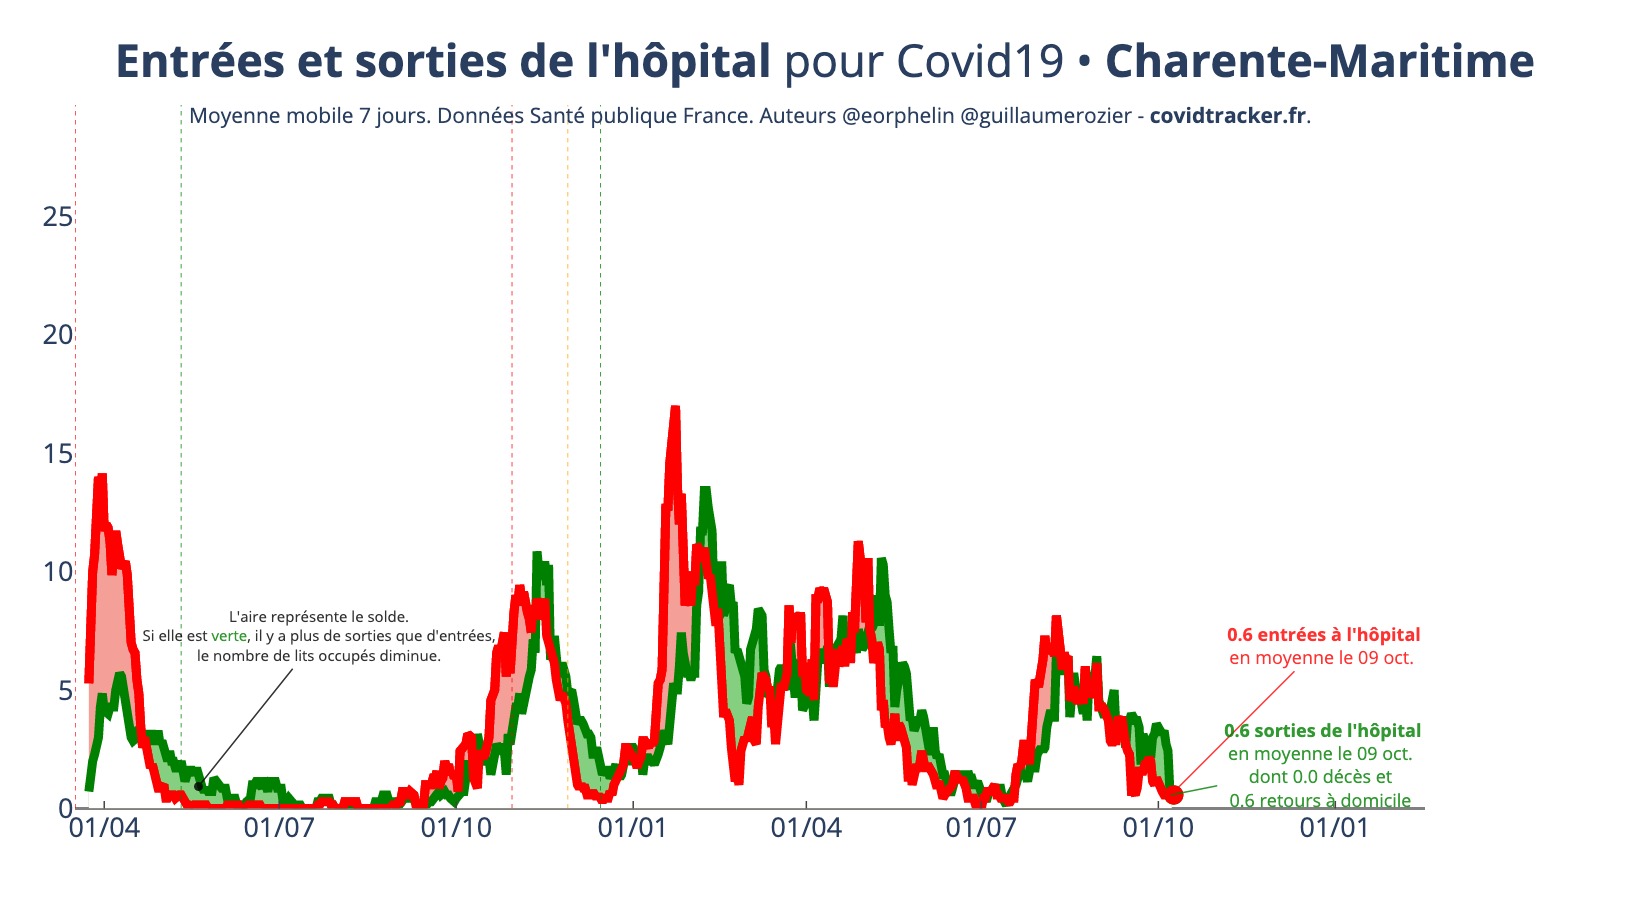 Entrées et sorties de l'hôpital pour Covid19 • Charente-Maritime
Moyenne mobile 7 jours. Données Santé publique France. Auteurs @eorphelin @guillaumerozier - covidtracker.fr.
25
20
15
10
5
0
L'aire représente le solde.
Si elle est verte, il y a plus de sorties que d'entrées,
le nombre de lits occupés diminue.
0.6 entrées à l'hôpital
en moyenne le 09 oct.
0.6 sorties de l'hôpital
en moyenne le 09 oct.
dont 0.0 décès et
0.6 retours à domicile
01/04 01/07 01/10 01/01 01/04 01/07 01/10 01/01